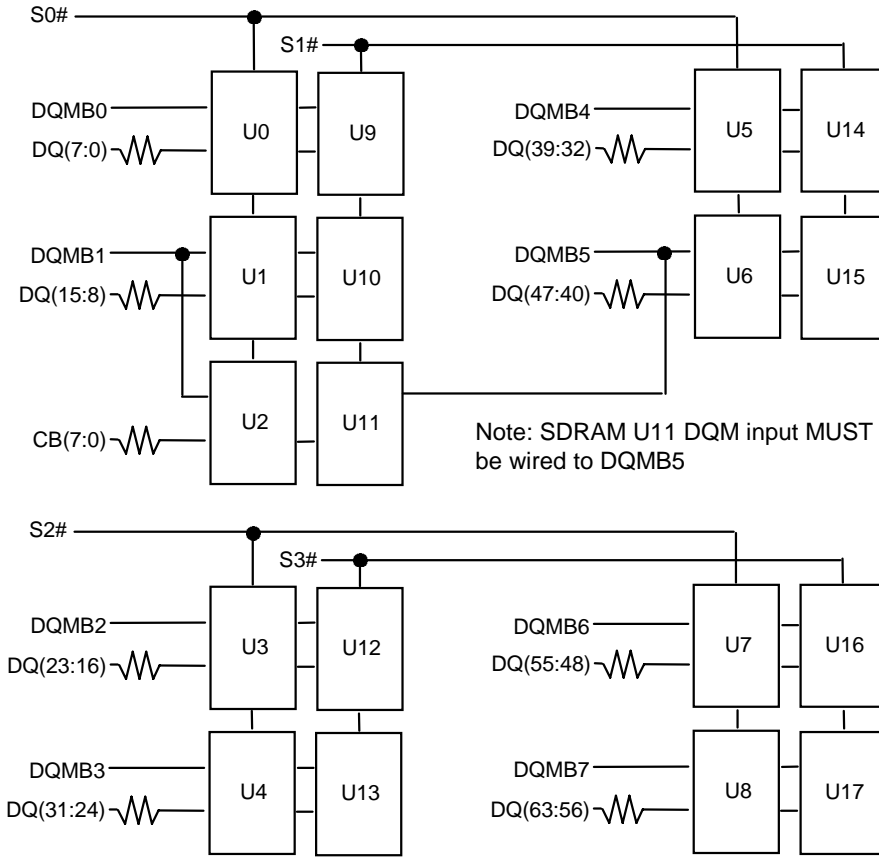 S0#
S1#
DQMB0
U0
U9
DQMB4
U5
U14
DQ(7:0)
DQ(39:32)
DQMB1
U1
U10
DQMB5
U6
U15
DQ(15:8)
DQ(47:40)
U2
U11
CB(7:0)
Note: SDRAM U11 DQM input MUST
be wired to DQMB5
S2#
S3#
DQMB2
U3
U12
DQMB6
U7
U16
DQ(23:16)
DQ(55:48)
DQMB3
U4
U13
DQMB7
U8
U17
DQ(31:24)
DQ(63:56)